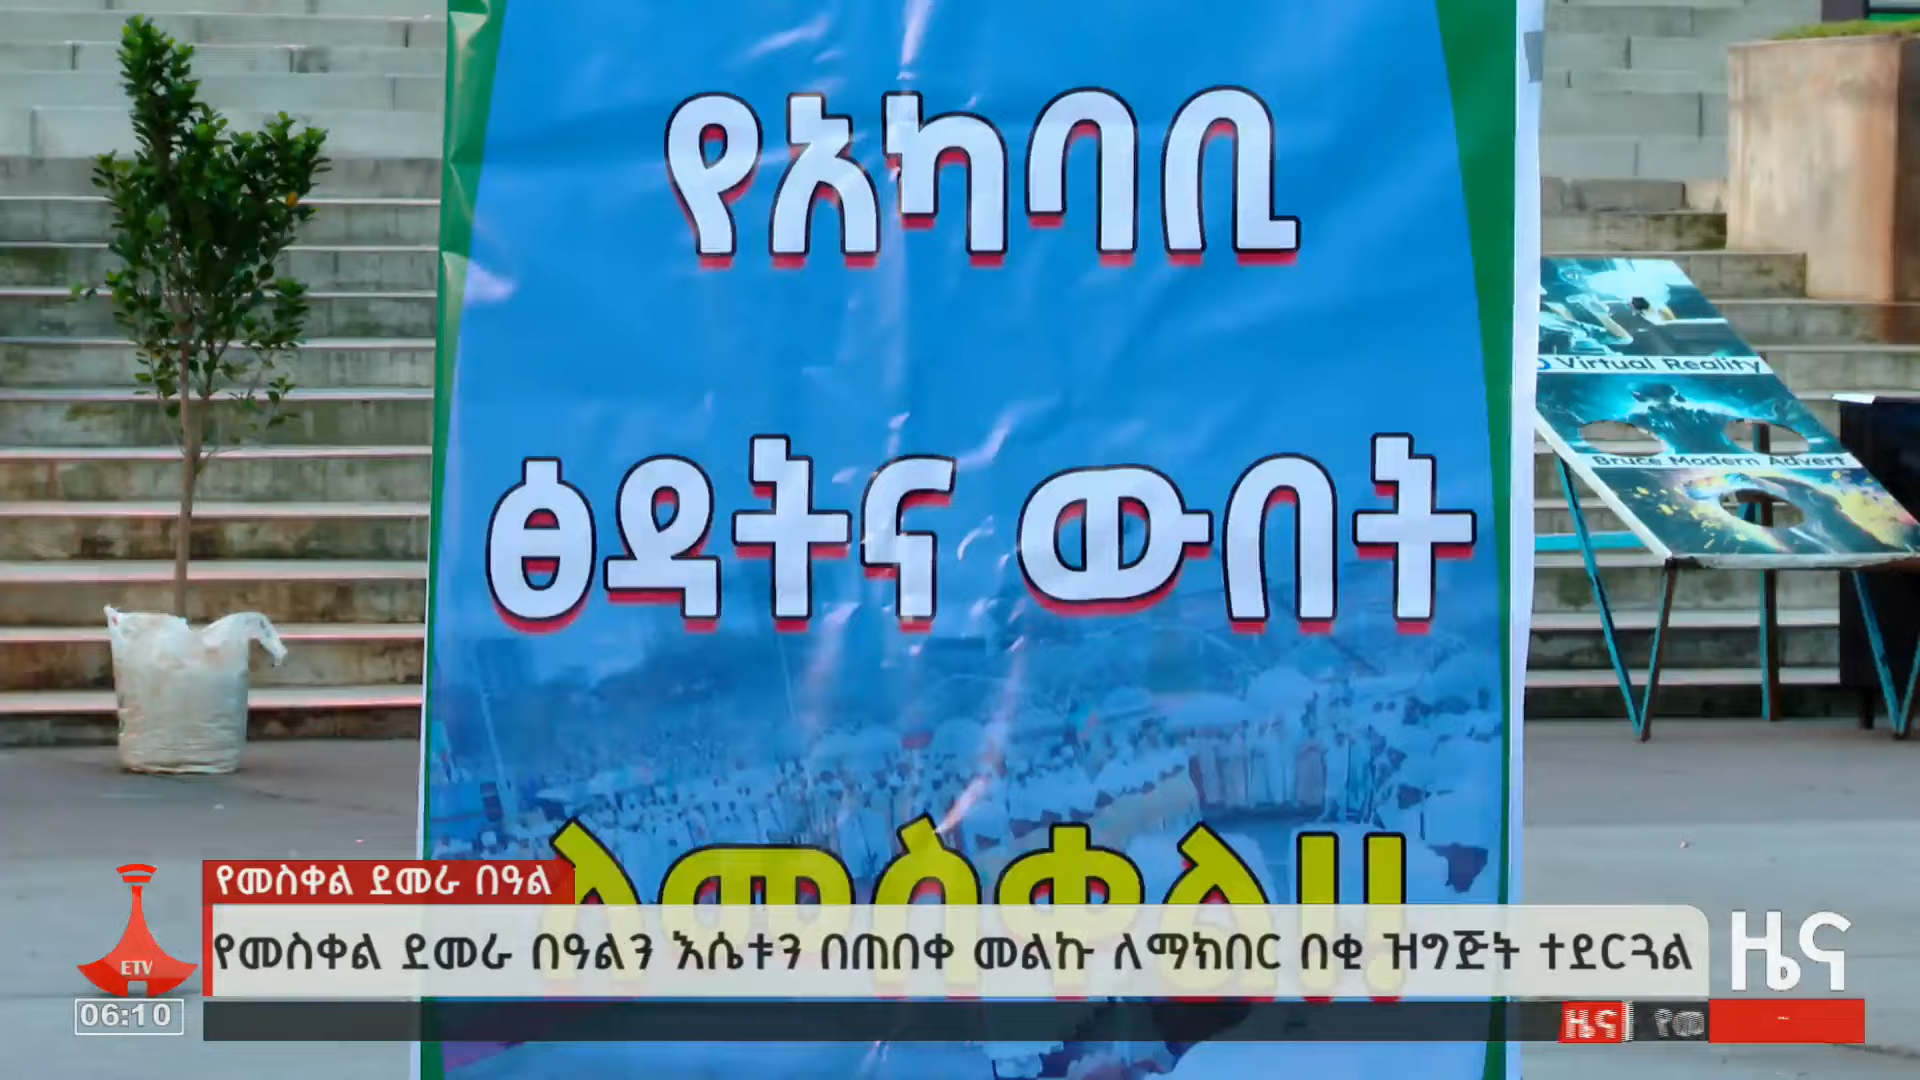 የአካባቢ
ፅዳትና ውበት
ለመስቀል!!
Virtual Reality
Bruce Modern Advert
የመስቀል ደመራ በዓል
የመስቀል ደመራ በዓልን እሴቱን በጠበቀ መልኩ ለማክበር በቂ ዝግጅት ተደርጓል
ዜና
ETV
06:10
ዜና
የመ